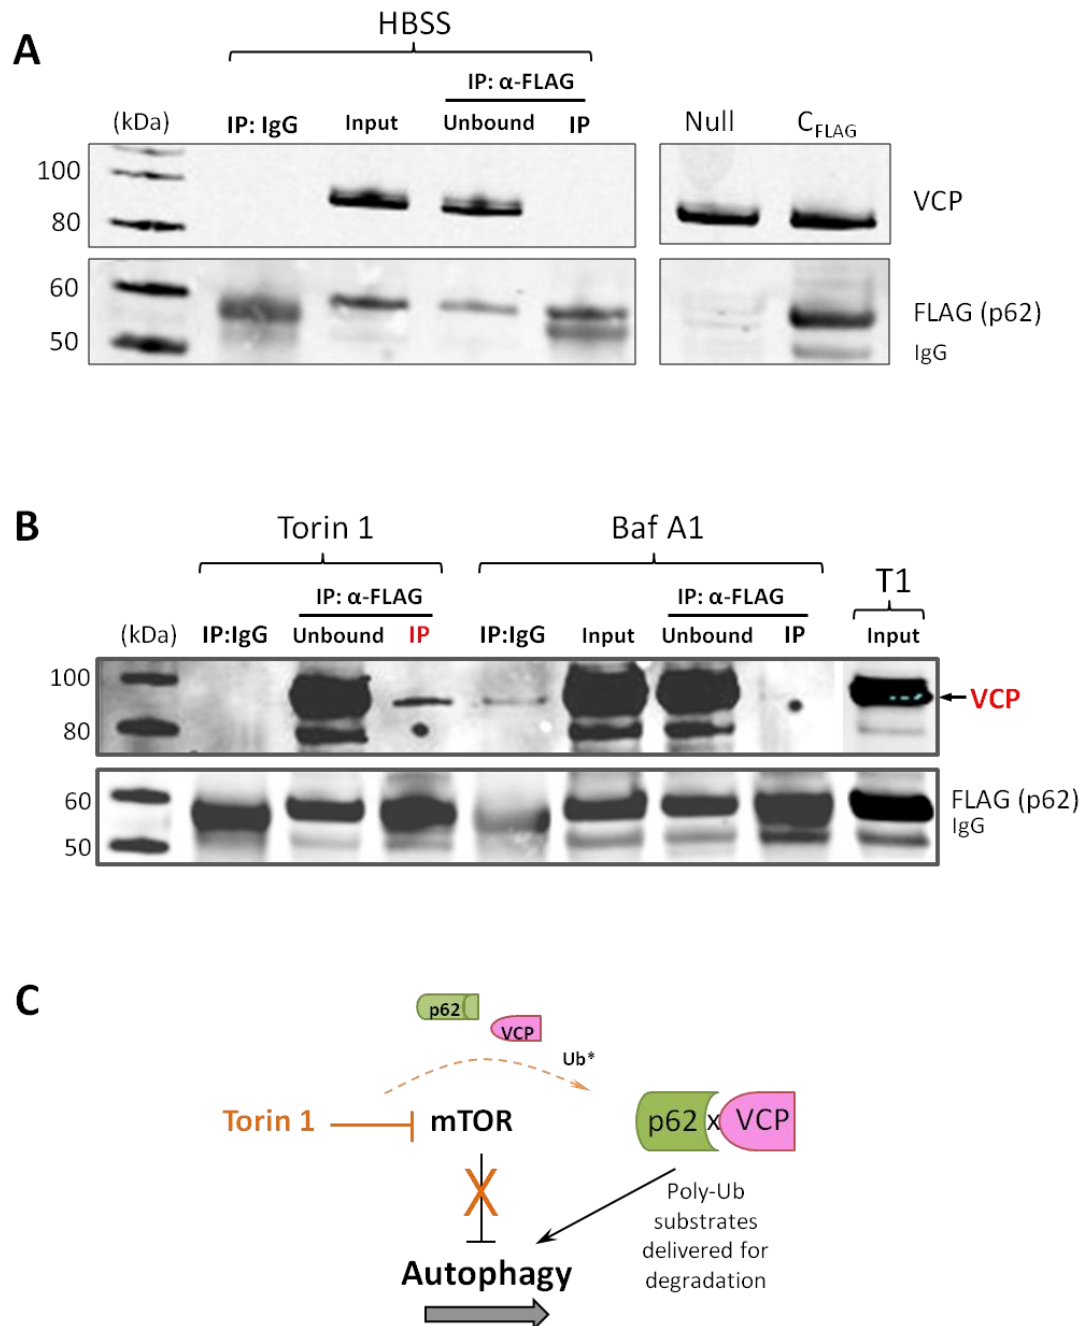 A
HBSS
IP: α-FLAG
(kDa) IP: IgG Input Unbound IP Null C_FLAG
100
80
VCP
60
50
FLAG (p62)
IgG
B
Torin 1 Baf A1
T1
IP: α-FLAG IP: α-FLAG
(kDa) IP:IgG Unbound IP IP:IgG Input Unbound IP Input
100
80
VCP
60
50
FLAG (p62)
IgG
C
p62
VCP
Ub*
Torin 1 mTOR
p62 x VCP
X
Poly-Ub
substrates
delivered for
degradation
Autophagy